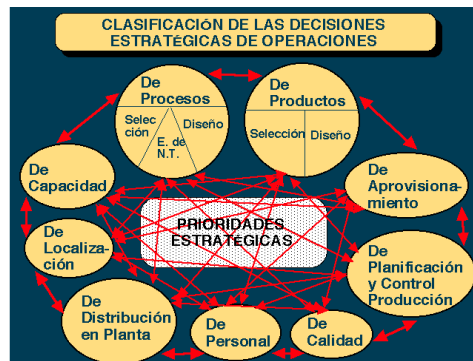 CLASIFICACIÓN DE LAS DECISIONES
ESTRATÉGICAS DE OPERACIONES
De
Procesos
Selec
ción
Diseño
E. de
N.T.
De
Productos
Selección
Diseño
De
Capacidad
De
Aprovisiona-
miento
PRIORIDADES
ESTRATÉGICAS
De
Localiza-
ción
De
Planificación
y Control
Producción
De
Distribución
en Planta
De
Personal
De
Calidad